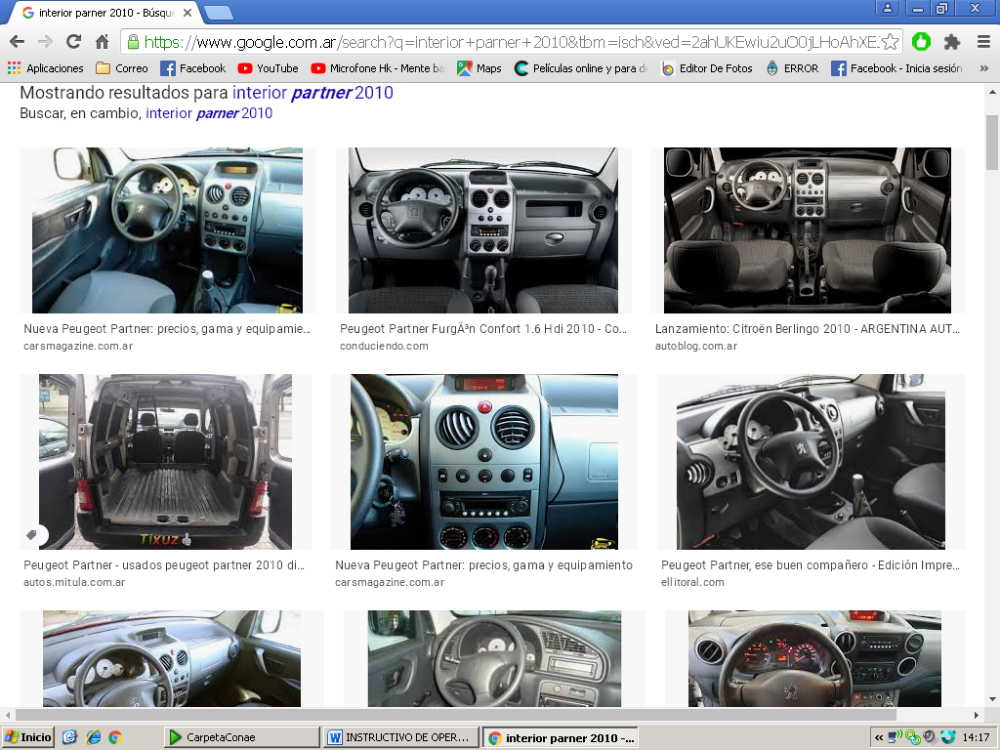 interior parner 2010 - Búsque
https://www.google.com.ar/search?q=interior+parner+2010&tbm=isch&ved=2ahUKEwiu2uO0jLHoAhXE
Aplicaciones Correo Facebook YouTube Microfone Hk - Mente ba Maps Películas online y para de Editor De Fotos ERROR Facebook - Inicia sesión »
Mostrando resultados para interior partner 2010
Buscar, en cambio, interior parner 2010
Nueva Peugeot Partner: precios, gama y equipamie...
carsmagazine.com.ar
Peugeot Partner FurgÃ³n Confort 1.6 Hdi 2010 - Co...
conduciendo.com
Lanzamiento: Citroën Berlingo 2010 - ARGENTINA AUT...
autoblog.com.ar
Tixuz
Peugeot Partner - usados peugeot partner 2010 di...
autos.mitula.com.ar
Nueva Peugeot Partner: precios, gama y equipamiento
carsmagazine.com.ar
Peugeot Partner, ese buen compañero - Edición Impre...
ellitoral.com
Inicio CarpetaConae INSTRUCTIVO DE OPER... interior parner 2010 -... « 14:17